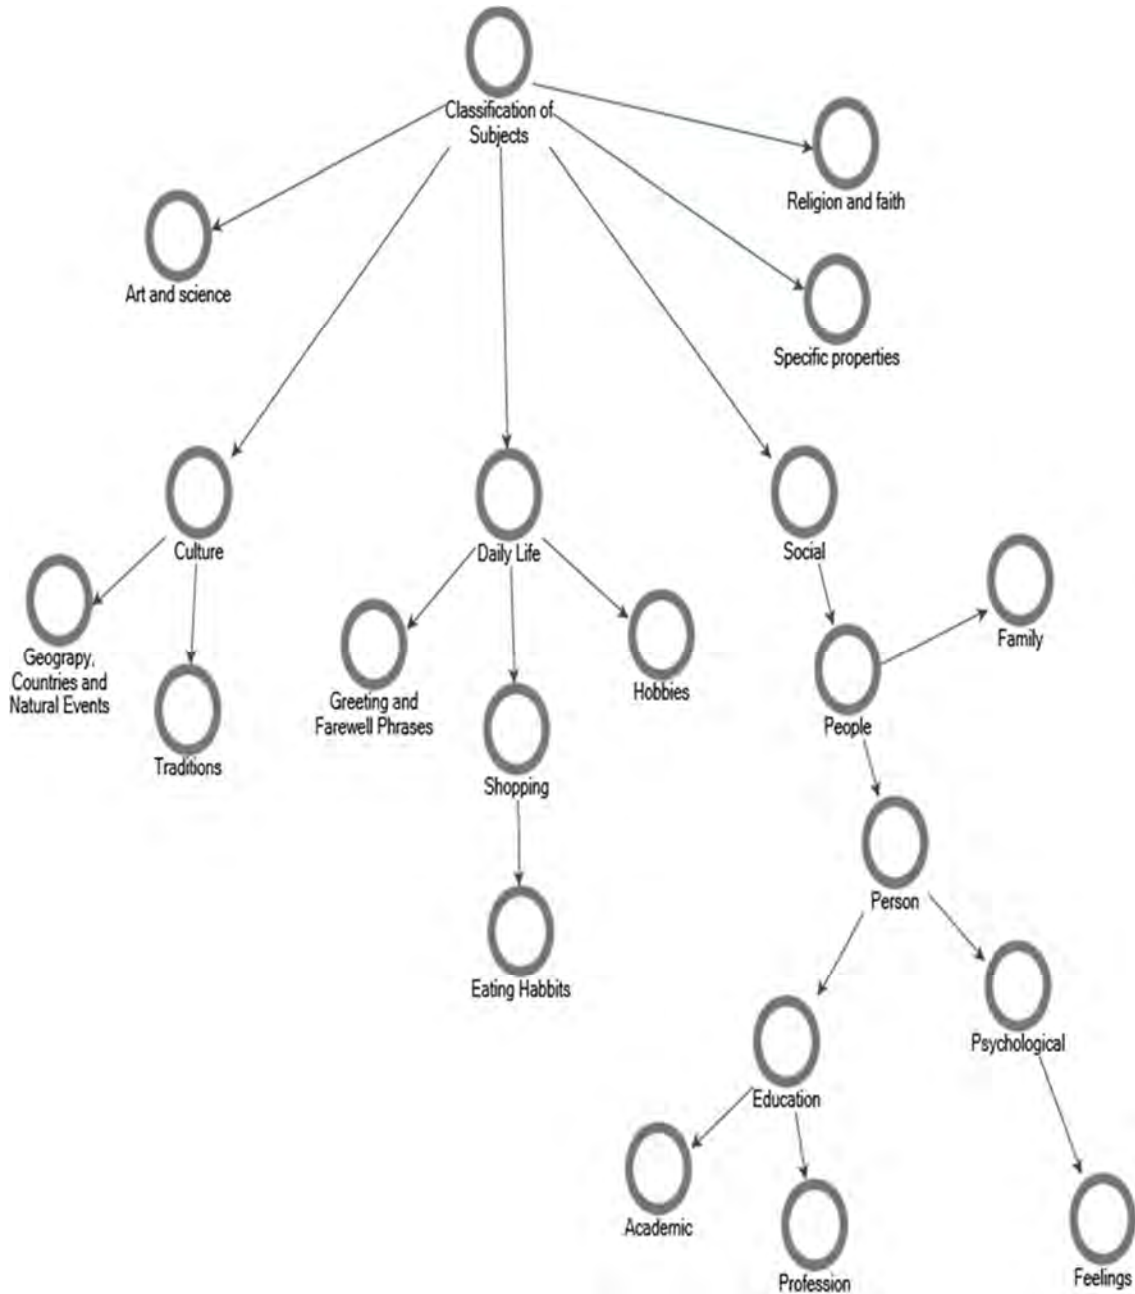 Classification of
Subjects
Religion and faith
Art and science
Specific properties
Culture
Daily Life
Social
Family
Geograpy,
Countries and
Natural Events
Greeting and
Farewell Phrases
Hobbies
People
Traditions
Shopping
Person
Eating Habbits
Psychological
Education
Academic
Profession
Feelings